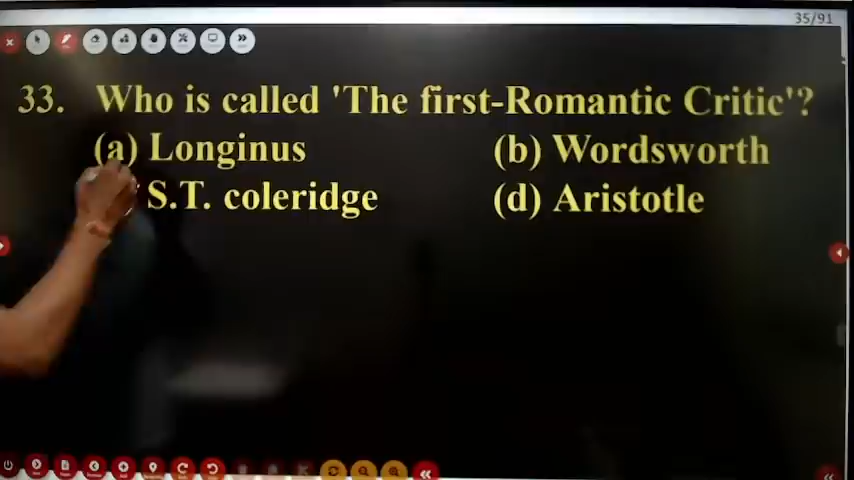 35/91
33. Who is called 'The first-Romantic Critic'?
(a) Longinus (b) Wordsworth
S.T. coleridge (d) Aristotle